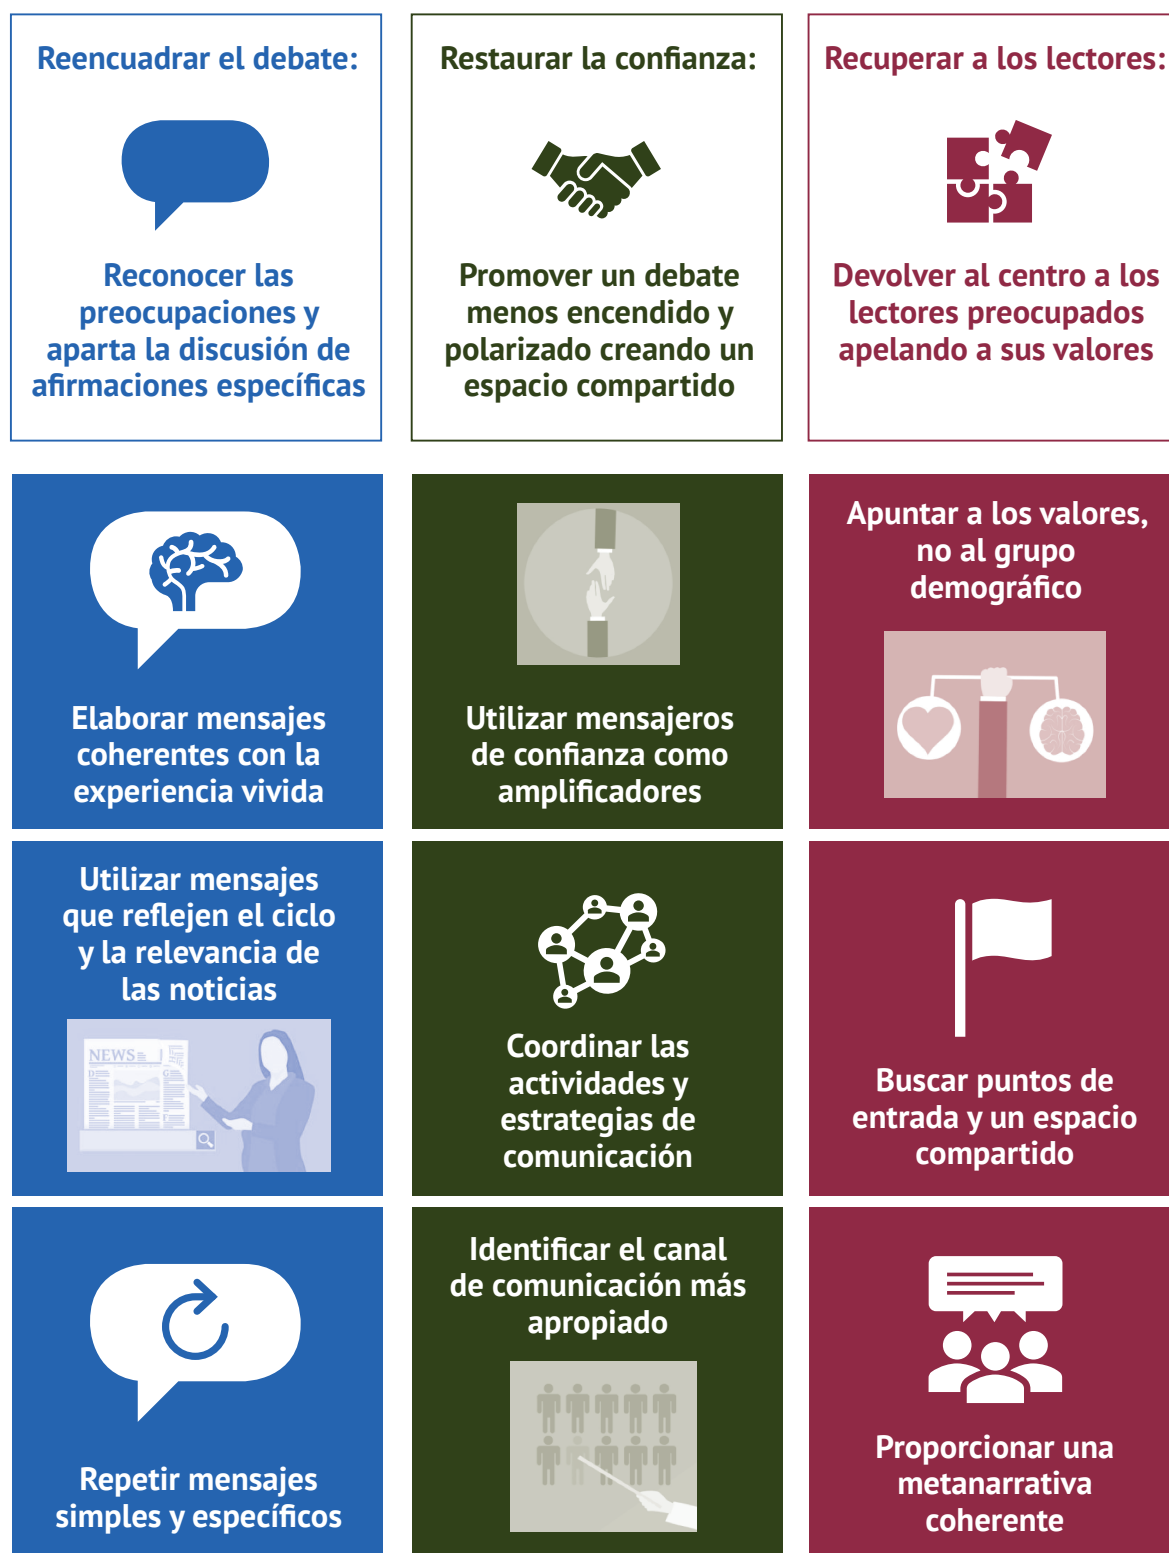 Reencuadrar el debate:
Reconocer las
preocupaciones y
aparta la discusión de
afirmaciones específicas
Restaurar la confianza:
Promover un debate
menos encendido y
polarizado creando un
espacio compartido
Recuperar a los lectores:
Devolver al centro a los
lectores preocupados
apelando a sus valores
Elaborar mensajes
coherentes con la
experiencia vivida
Utilizar mensajeros
de confianza como
amplificadores
Apuntar a los valores,
no al grupo
demográfico
Utilizar mensajes
que reflejen el ciclo
y la relevancia de
las noticias
NEWS
Coordinar las
actividades y
estrategias de
comunicación
Buscar puntos de
entrada y un espacio
compartido
Repetir mensajes
simples y específicos
Identificar el canal
de comunicación más
apropiado
Proporcionar una
metanarrativa
coherente